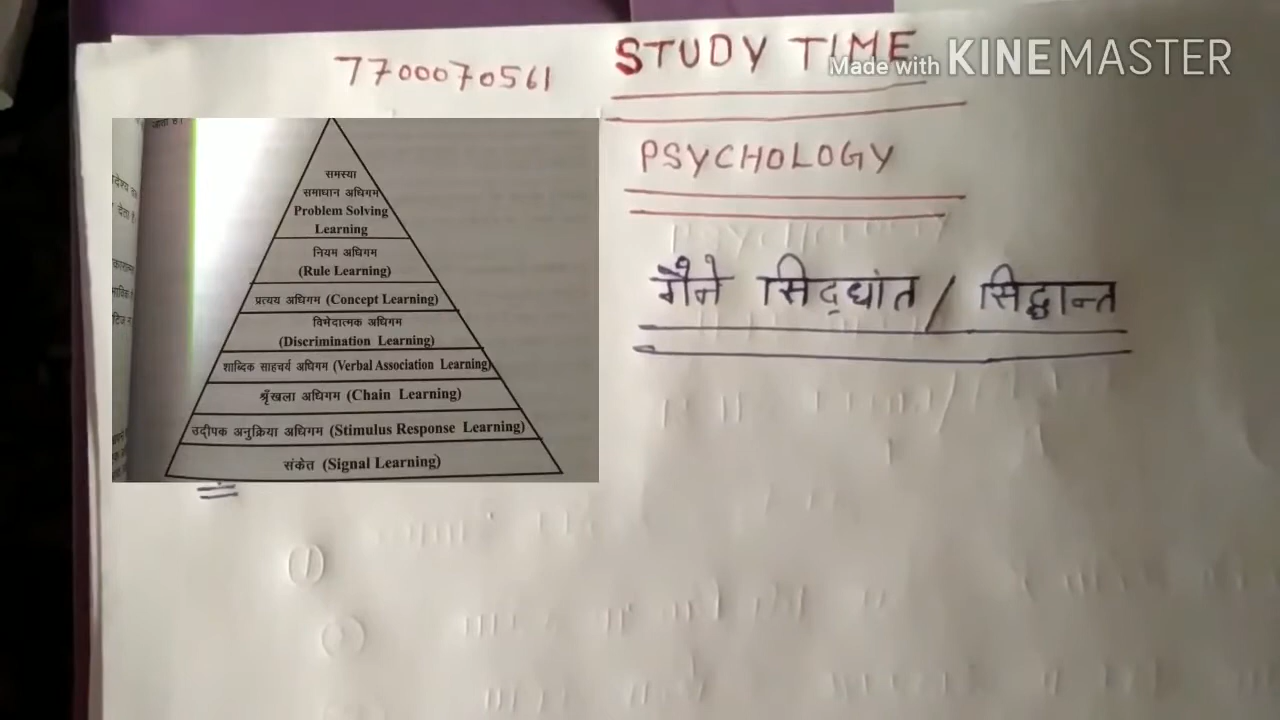 7700070561
STUDY TIME
Made with KINEMASTER
PSYCHOLOGY
गैने सिद्धांत / सिद्धान्त
समस्या
समाधान अधिगम
Problem Solving
Learning
नियम अधिगम
(Rule Learning)
प्रत्यय अधिगम (Concept Learning)
विभेदात्मक अधिगम
(Discrimination Learning)
शाब्दिक साहचर्य अधिगम (Verbal Association Learning)
श्रृँखला अधिगम (Chain Learning)
उद्दीपक अनुक्रिया अधिगम (Stimulus Response Learning)
संकेत (Signal Learning)